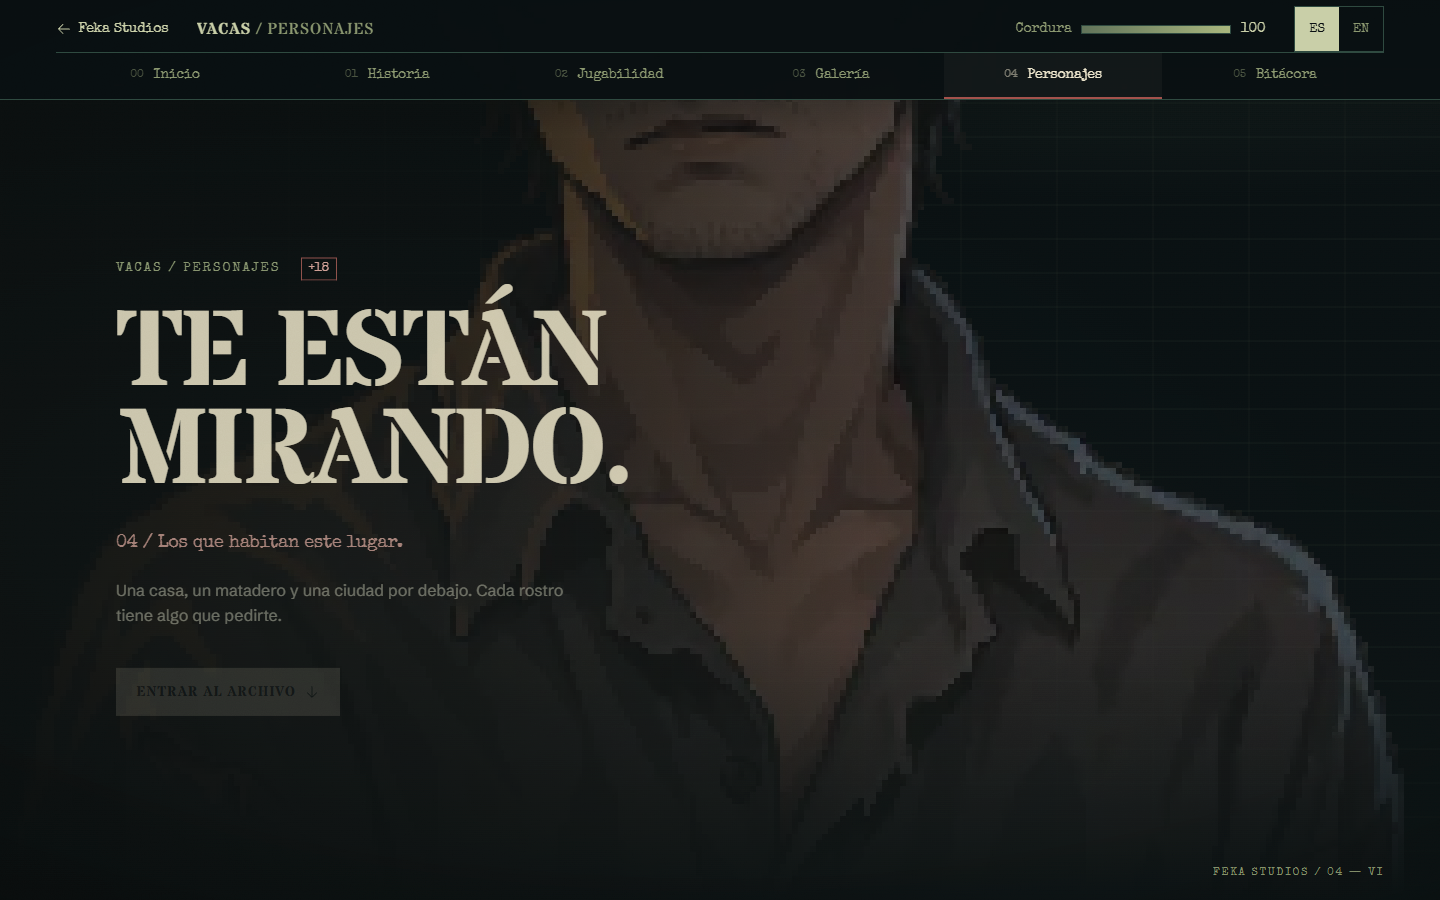 ← Feka Studios
VACAS / PERSONAJES
Cordura 100
ES EN
00 Inicio
01 Historia
02 Jugabilidad
03 Galería
04 Personajes
05 Bitácora
VACAS / PERSONAJES +18
TE ESTÁN
MIRANDO.
04 / Los que habitan este lugar.
Una casa, un matadero y una ciudad por debajo. Cada rostro
tiene algo que pedirte.
ENTRAR AL ARCHIVO ↓
FEKA STUDIOS / 04 — VI